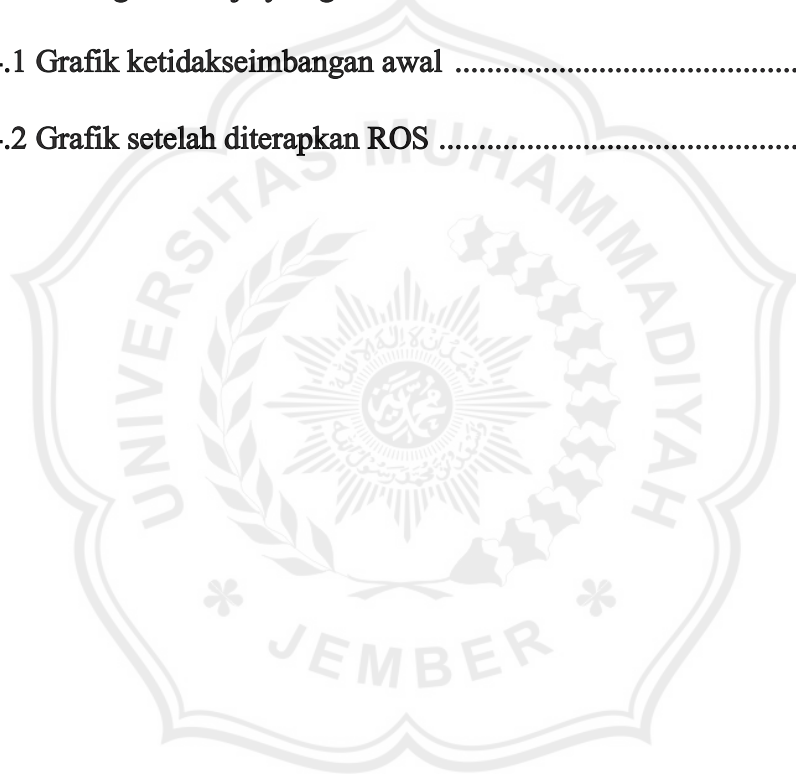 .1 Grafik ketidakseimbangan awal ........................................
.2 Grafik setelah diterapkan ROS ..........................................
UNIVERSITAS MUHAMMADIYAH
JEMBER